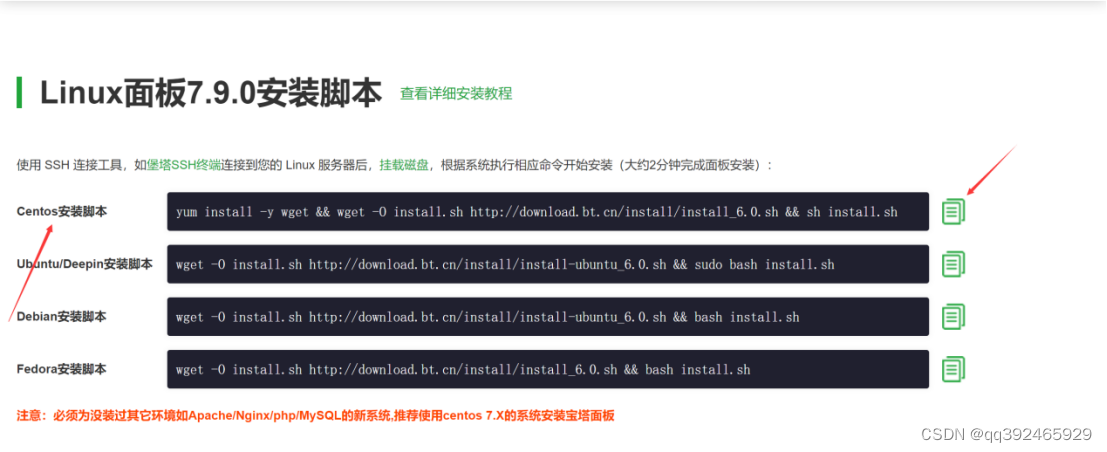 Linux面板7.9.0安装脚本 查看详细安装教程
使用 SSH 连接工具，如堡塔SSH终端连接到您的 Linux 服务器后，挂载磁盘，根据系统执行相应命令开始安装（大约2分钟完成面板安装）：
Centos安装脚本 yum install -y wget && wget -O install.sh http://download.bt.cn/install/install_6.0.sh && sh install.sh
Ubuntu/Deepin安装脚本 wget -O install.sh http://download.bt.cn/install/install-ubuntu_6.0.sh && sudo bash install.sh
Debian安装脚本 wget -O install.sh http://download.bt.cn/install/install-ubuntu_6.0.sh && bash install.sh
Fedora安装脚本 wget -O install.sh http://download.bt.cn/install/install_6.0.sh && bash install.sh
注意：必须为没装过其它环境如Apache/Nginx/php/MySQL的新系统,推荐使用centos 7.X的系统安装宝塔面板
CSDN @qq392465929